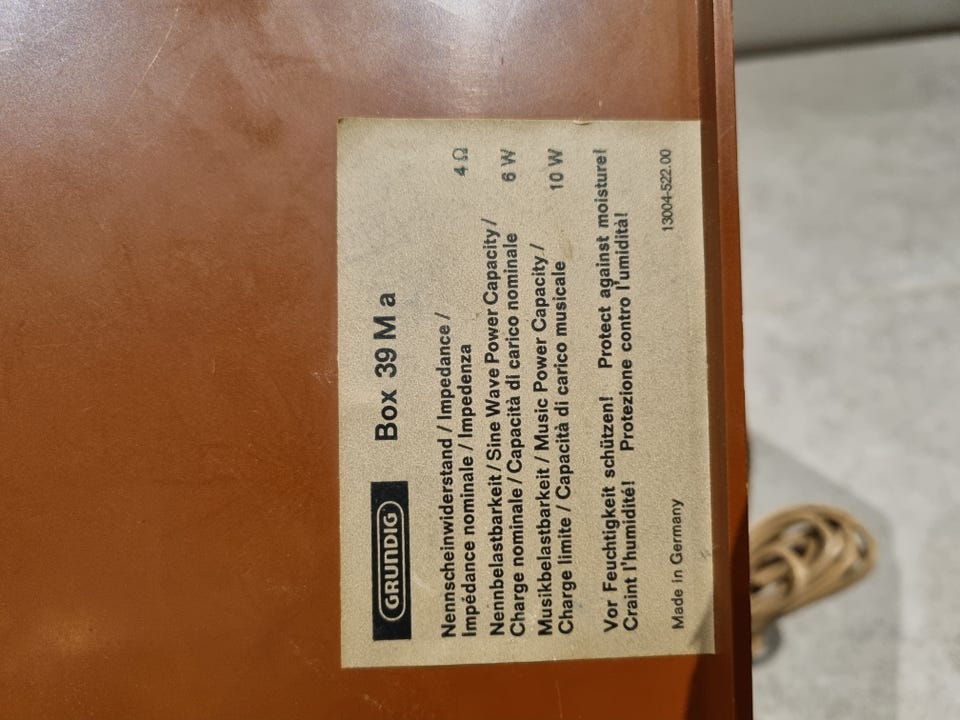 GRUNDIG Box 39 M a
Nennscheinwiderstand / Impedance /
Impédance nominale / Impedenza 4 Ω
Nennbelastbarkeit / Sine Wave Power Capacity /
Charge nominale / Capacità di carico nominale 6 W
Musikbelastbarkeit / Music Power Capacity /
Charge limite / Capacità di carico musicale 10 W
Vor Feuchtigkeit schützen! Protect against moisture!
Craint l'humidité! Protezione contro l'umidità!
Made in Germany 13004-522.00